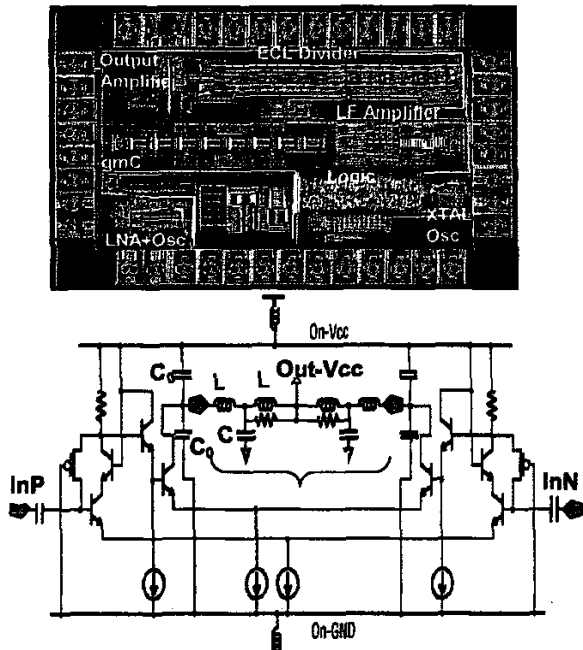 ECL Divider
Output
Amplifie
LF Amplifier
gmC
Logic
XTAL
LNA+Osc
Osc
On-Vcc
C₀
L
L
Out-Vcc
C
C₀
InP
InN
On-GND